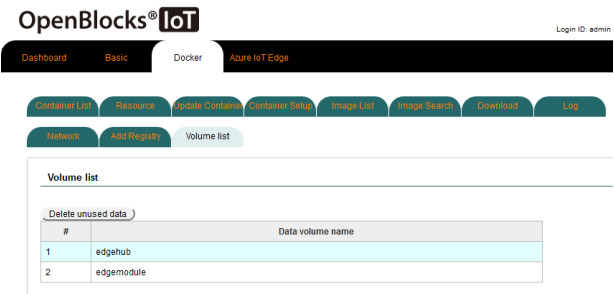 OpenBlocks® IoT
Login ID: admin
Dashboard Basic Docker Azure IoT Edge
Container List Resource Update Container Container Setup Image List Image Search Download Log
Network Add Registry Volume list
Volume list
Delete unused data
# Data volume name
1 edgehub
2 edgemodule